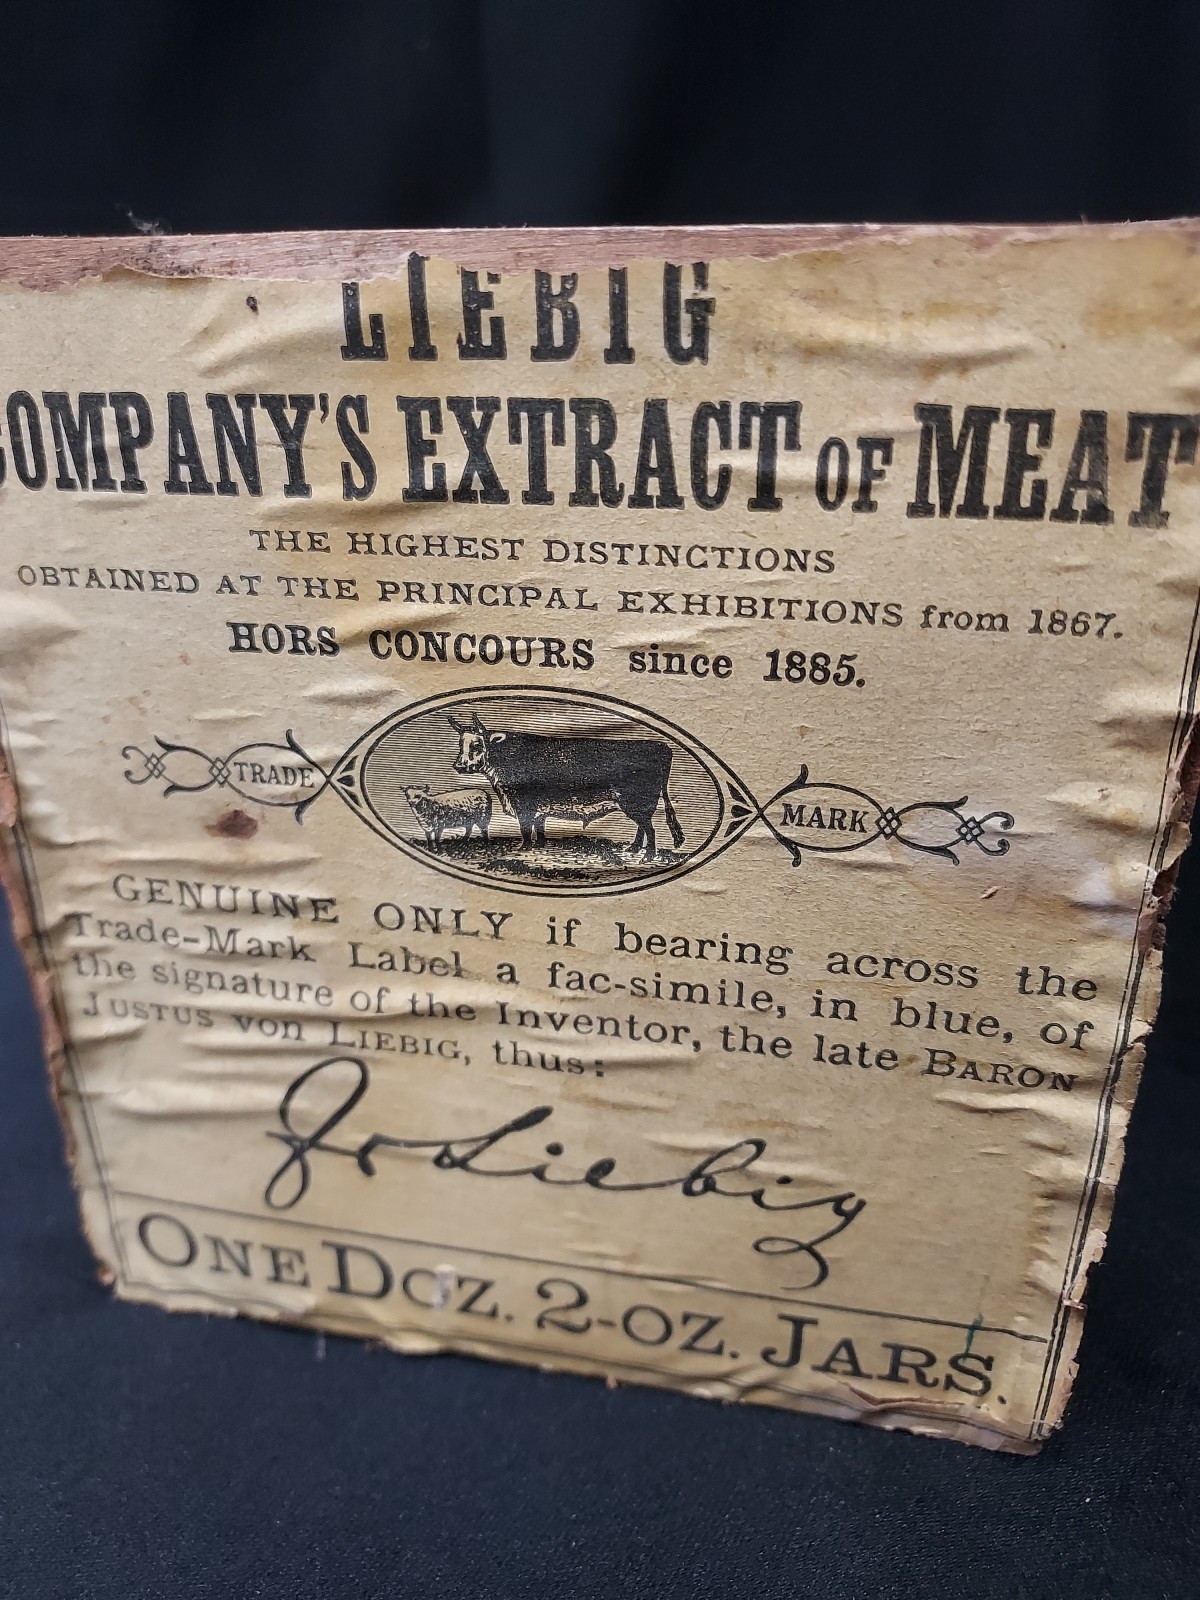 LIEBIG
COMPANY'S EXTRACT OF MEAT
THE HIGHEST DISTINCTIONS
OBTAINED AT THE PRINCIPAL EXHIBITIONS from 1867.
HORS CONCOURS since 1885.
TRADE MARK
GENUINE ONLY if bearing across the
Trade-Mark Label a fac-simile, in blue, of
the signature of the Inventor, the late BARON
JUSTUS VON LIEBIG, thus:
J v Liebig
ONE DOZ. 2-OZ. JARS.